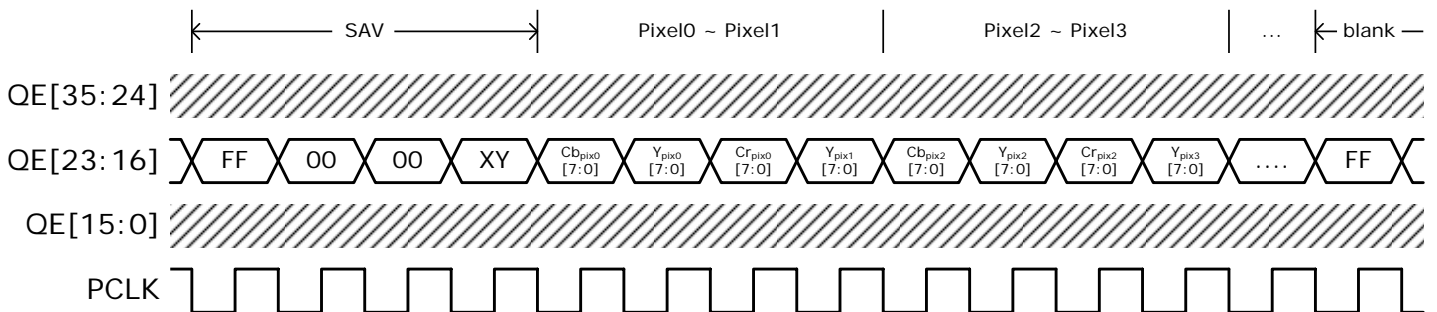 SAV Pixel0 ~ Pixel1 Pixel2 ~ Pixel3 ... blank
QE[35:24]
QE[23:16] FF 00 00 XY Cbpix0 [7:0] Ypix0 [7:0] Crpix0 [7:0] Ypix1 [7:0] Cbpix2 [7:0] Ypix2 [7:0] Crpix2 [7:0] Ypix3 [7:0] .... FF
QE[15:0]
PCLK